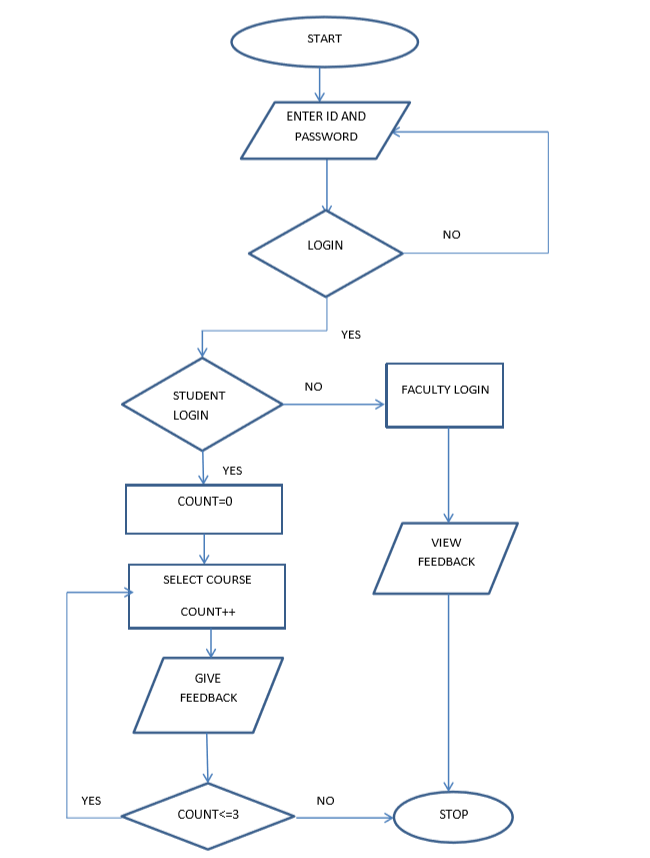 START
ENTER ID AND
PASSWORD
LOGIN
NO
YES
STUDENT
LOGIN
NO
FACULTY LOGIN
YES
COUNT=0
VIEW
FEEDBACK
SELECT COURSE
COUNT++
GIVE
FEEDBACK
YES
COUNT<=3
NO
STOP